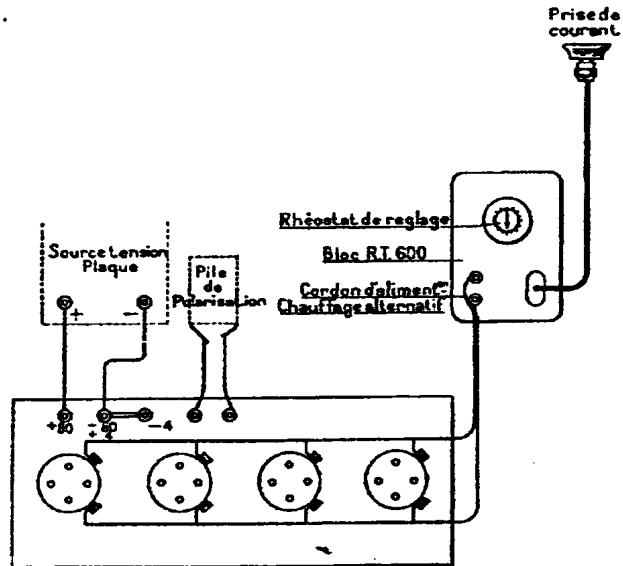 Prise de
courant
Rhéostat de reglage
Bloc R.T. 600
Cordon d'aliment=
Chauffage alternatif
Source tension
Plaque
+ -
Pile
de
Polarisation
+80 -80 -4
+4